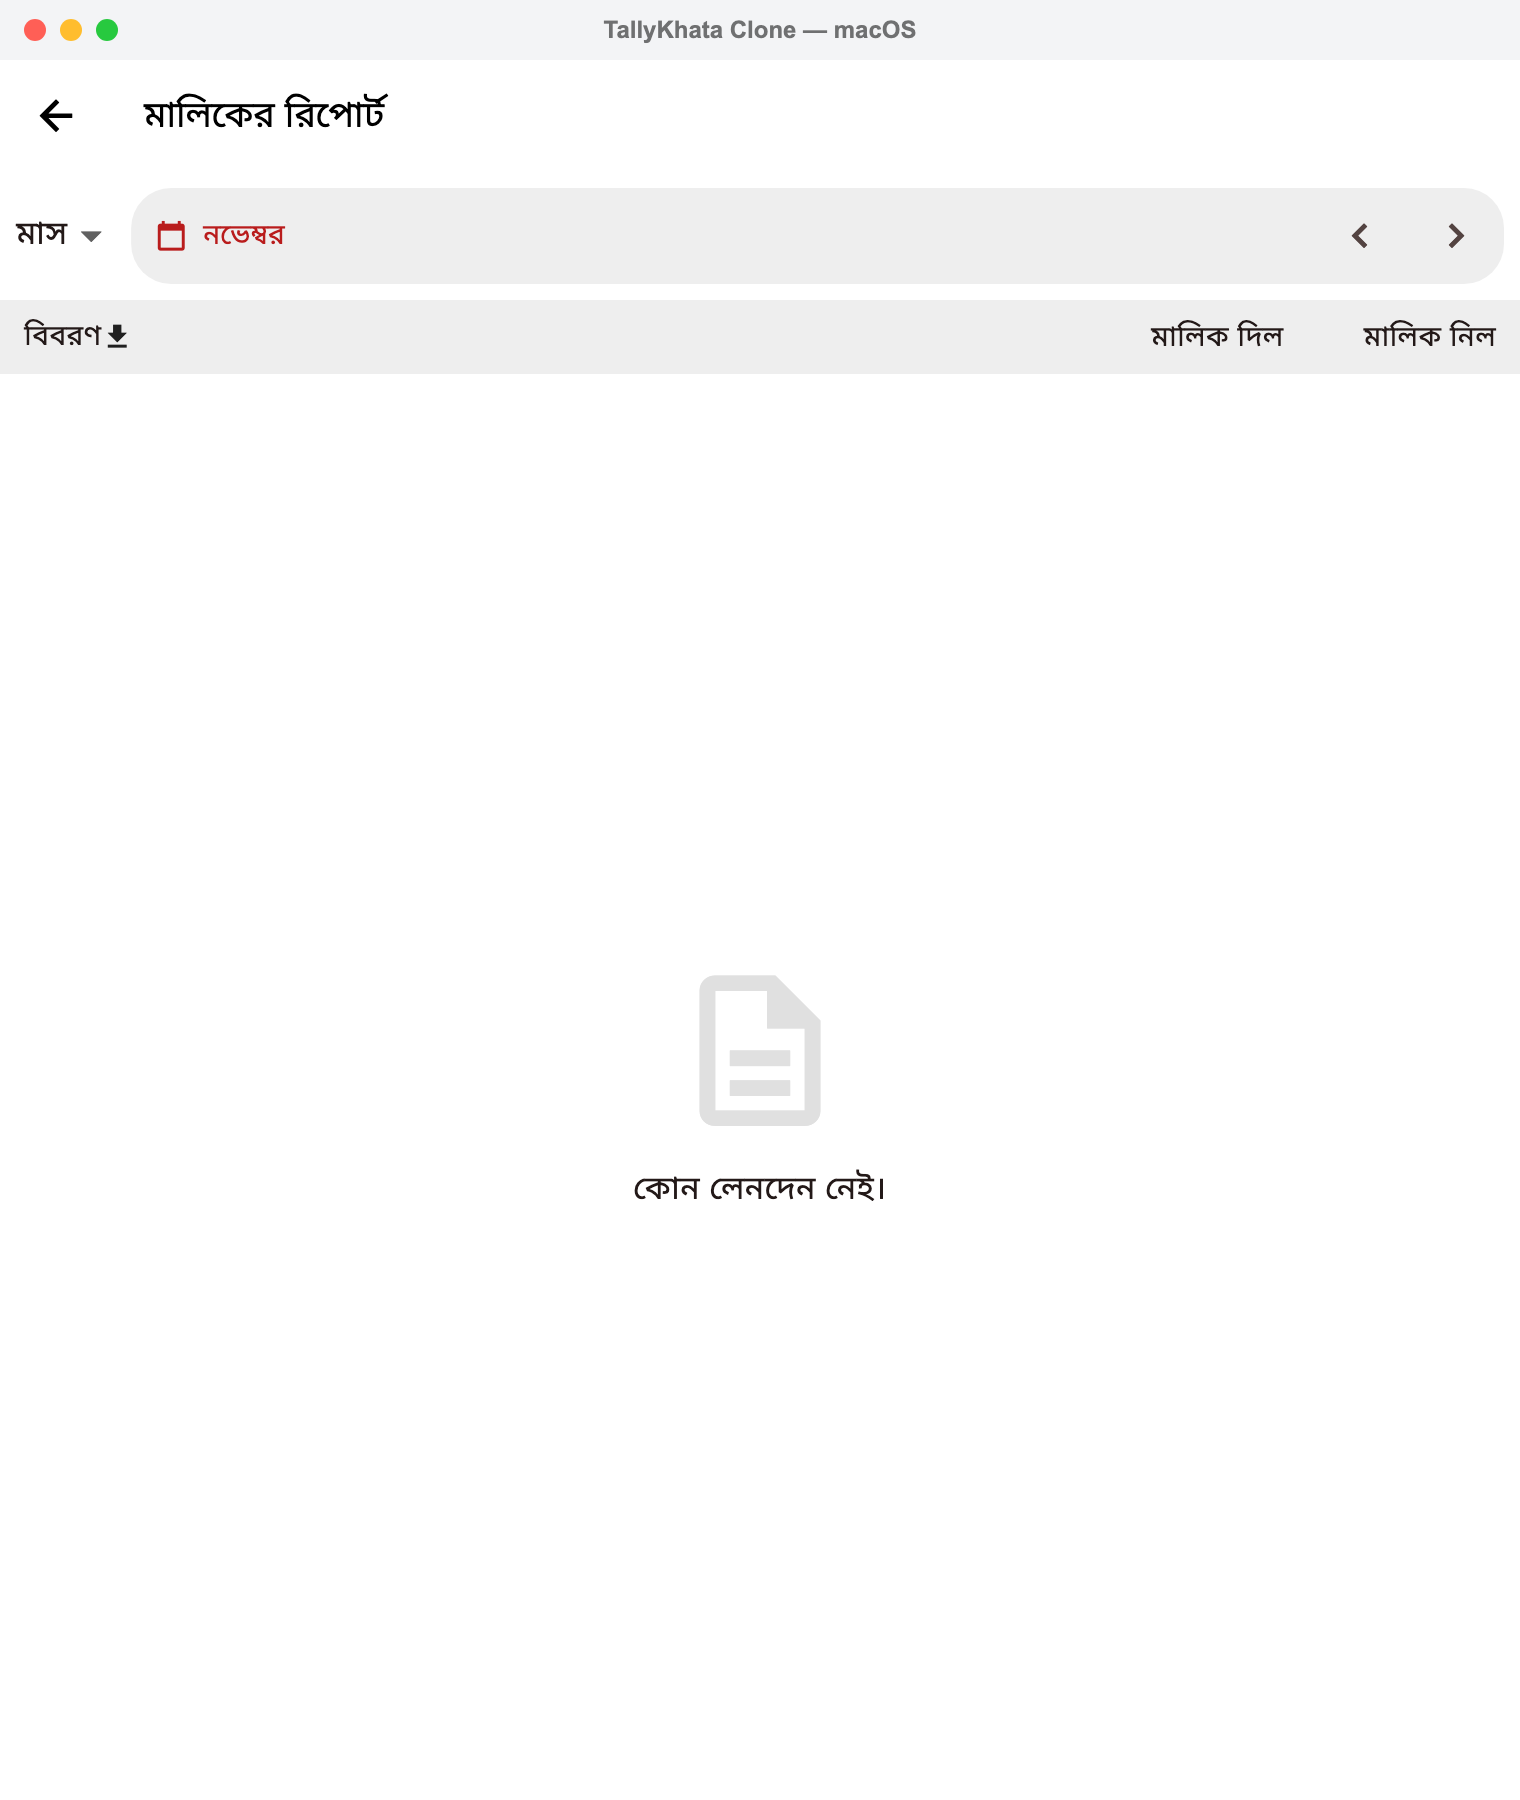 TallyKhata Clone — macOS
মালিকের রিপোর্ট
মাস নভেম্বর
বিবরণ মালিক দিল মালিক নিল
কোন লেনদেন নেই।